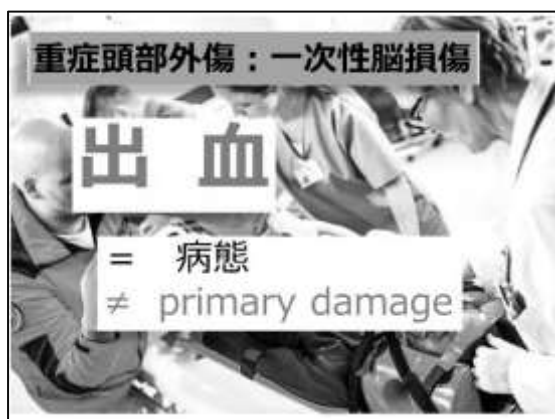 重症頭部外傷：一次性脳損傷
出 血
= 病態
≠ primary damage